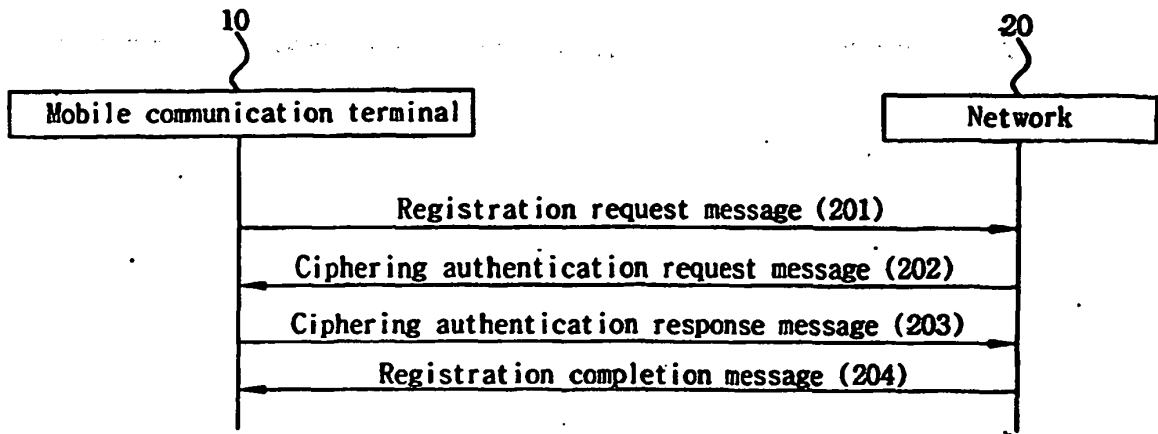 10
20
Mobile communication terminal
Network
Registration request message (201)
Ciphering authentication request message (202)
Ciphering authentication response message (203)
Registration completion message (204)